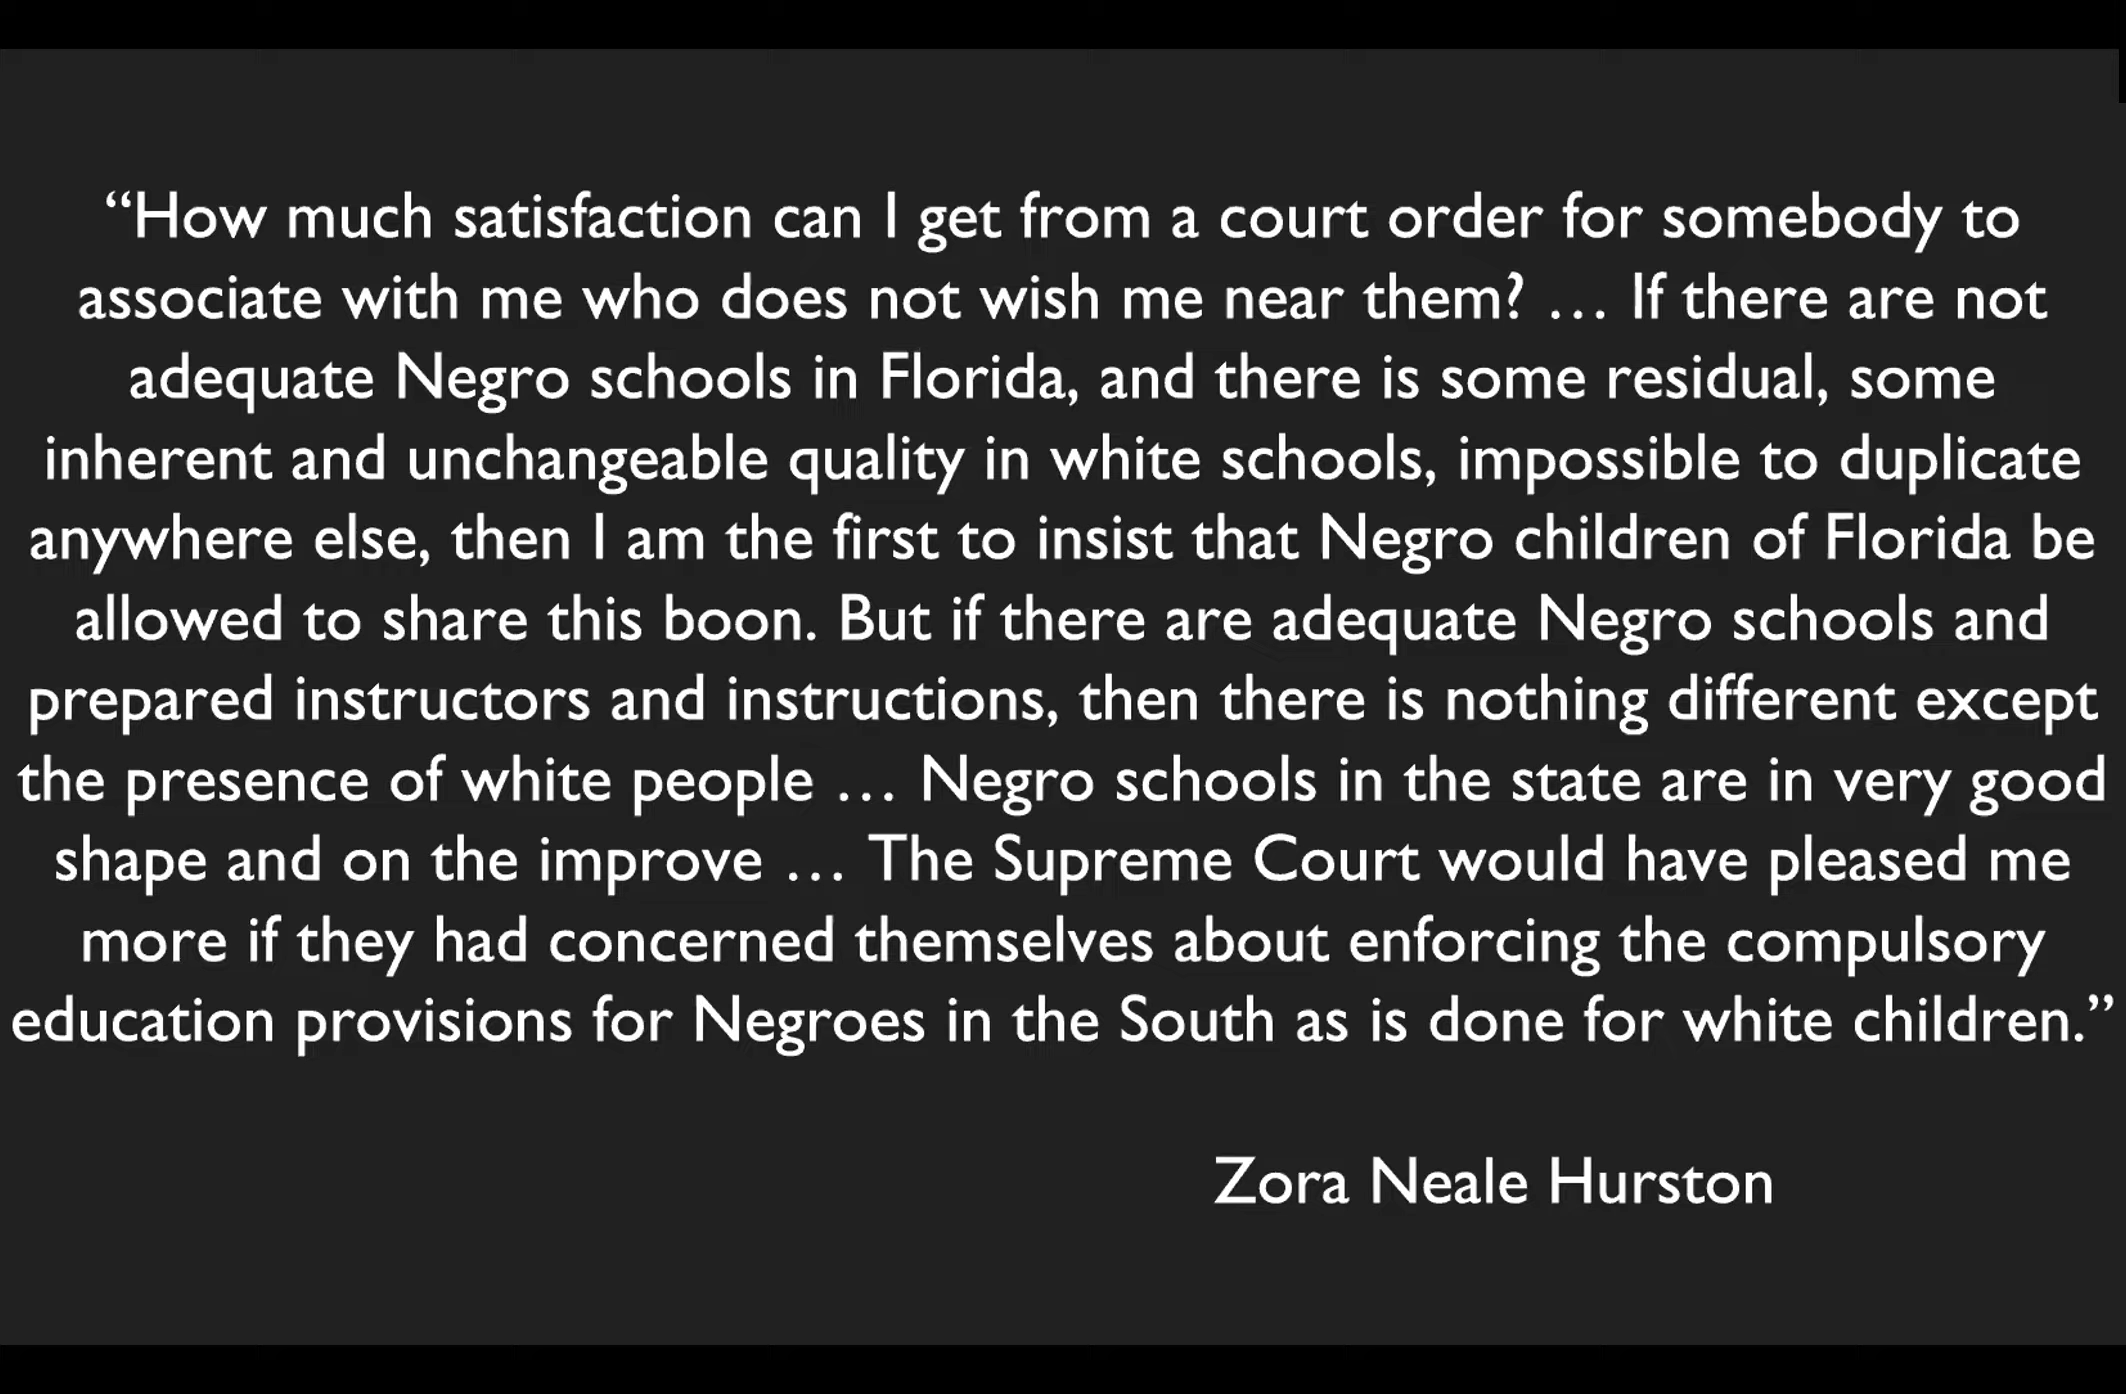 “How much satisfaction can I get from a court order for somebody to
associate with me who does not wish me near them? … If there are not
adequate Negro schools in Florida, and there is some residual, some
inherent and unchangeable quality in white schools, impossible to duplicate
anywhere else, then I am the first to insist that Negro children of Florida be
allowed to share this boon. But if there are adequate Negro schools and
prepared instructors and instructions, then there is nothing different except
the presence of white people … Negro schools in the state are in very good
shape and on the improve … The Supreme Court would have pleased me
more if they had concerned themselves about enforcing the compulsory
education provisions for Negroes in the South as is done for white children.”
Zora Neale Hurston